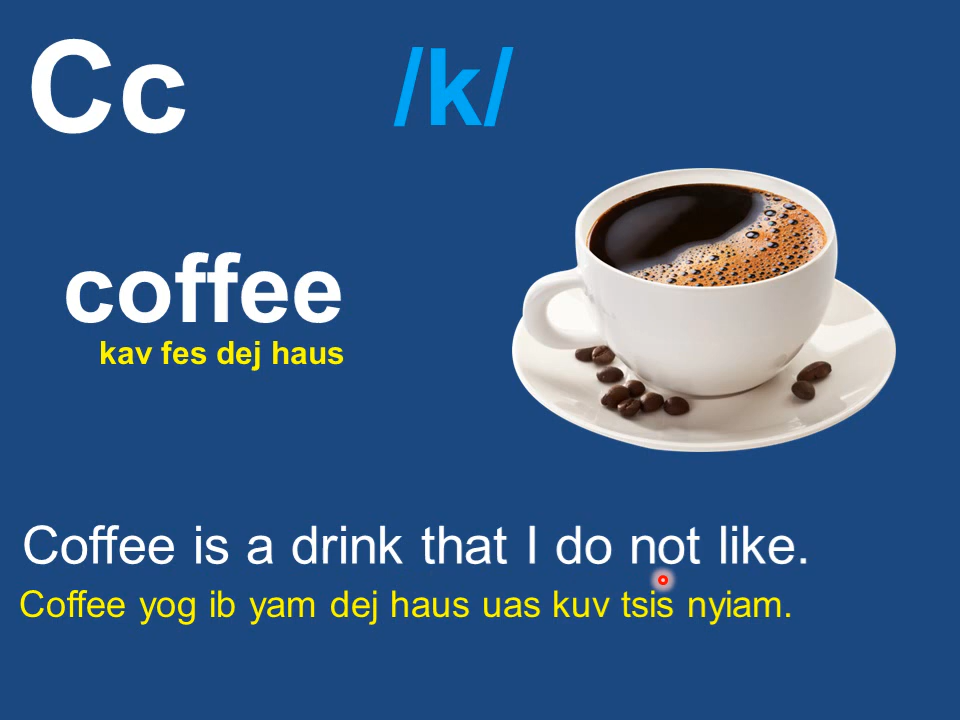 Cc /k/
coffee
kav fes dej haus
Coffee is a drink that I do not like.
Coffee yog ib yam dej haus uas kuv tsis nyiam.